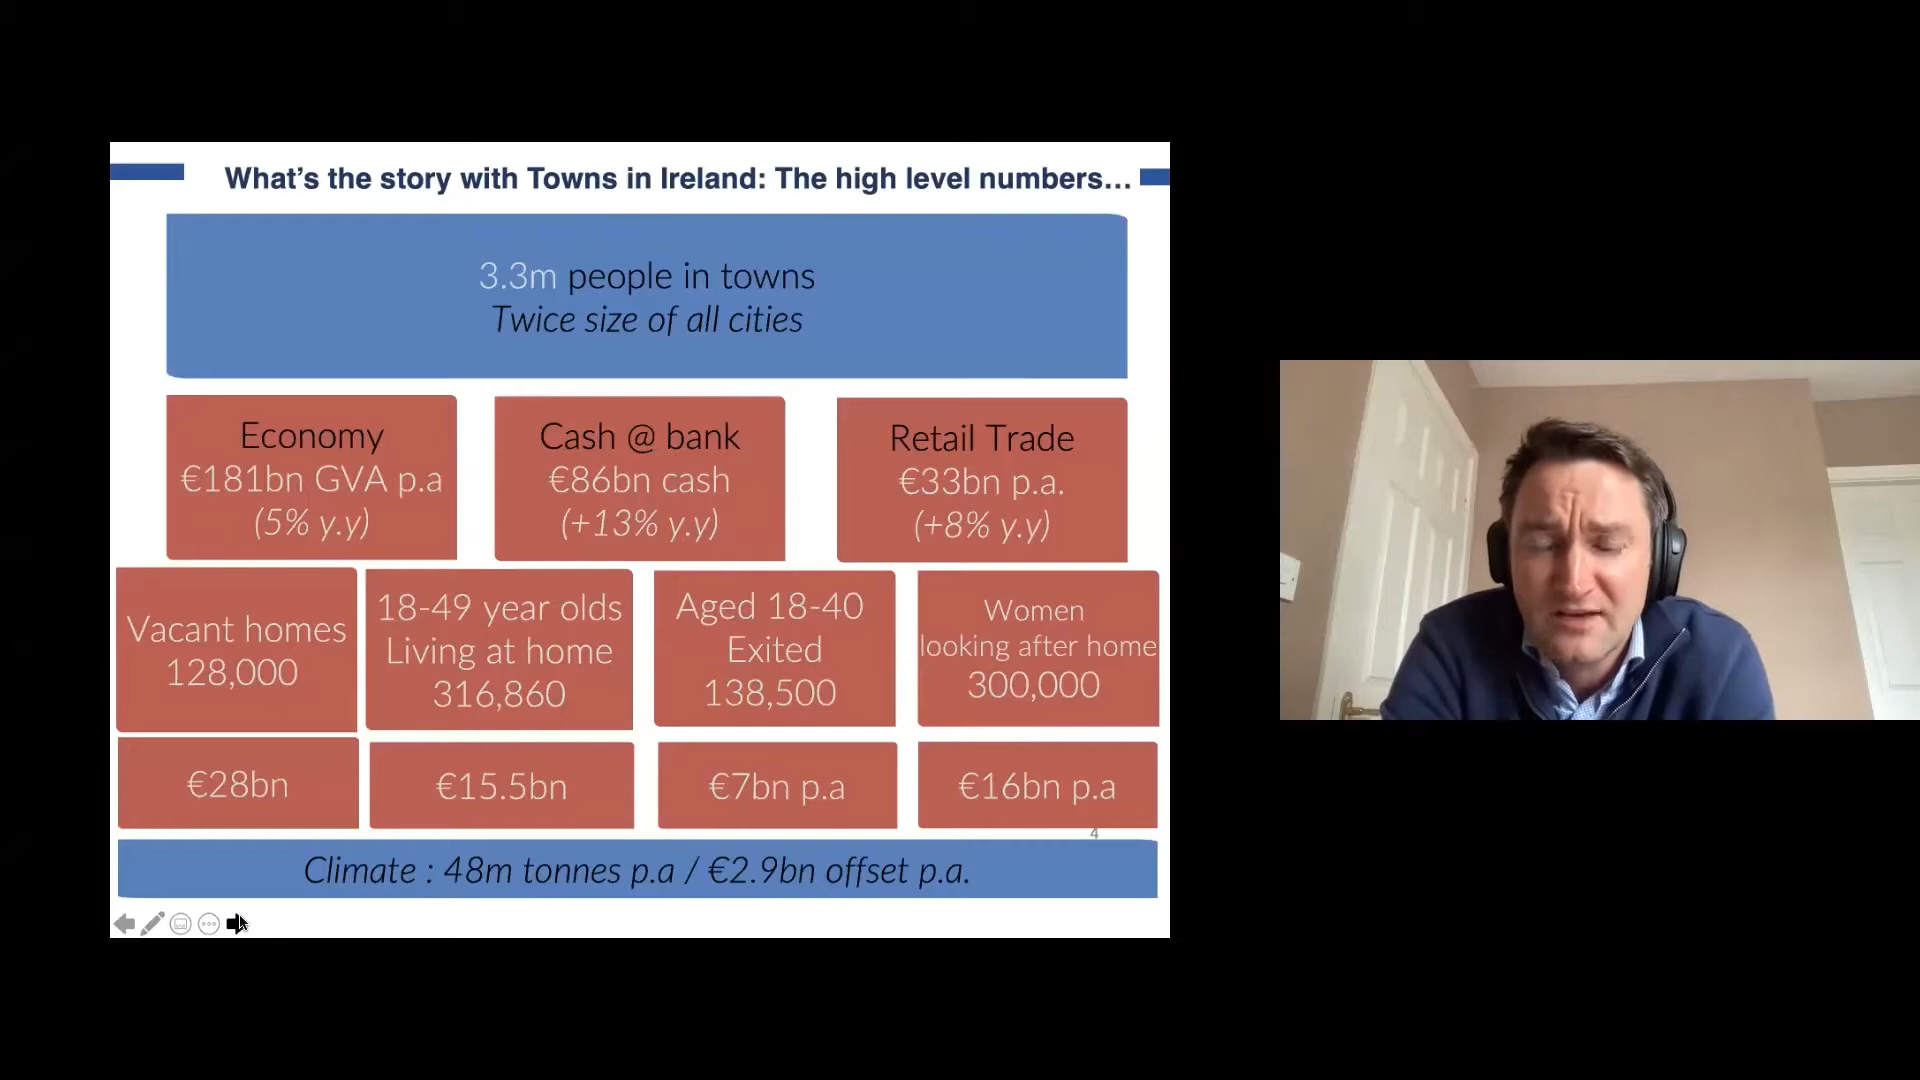 What's the story with Towns in Ireland: The high level numbers...
3.3m people in towns
Twice size of all cities
Economy
€181bn GVA p.a
(5% y.y)
Cash @ bank
€86bn cash
(+13% y.y)
Retail Trade
€33bn p.a.
(+8% y.y)
Vacant homes
128,000
18-49 year olds
Living at home
316,860
Aged 18-40
Exited
138,500
Women
looking after home
300,000
€28bn
€15.5bn
€7bn p.a
€16bn p.a
4
Climate : 48m tonnes p.a / €2.9bn offset p.a.